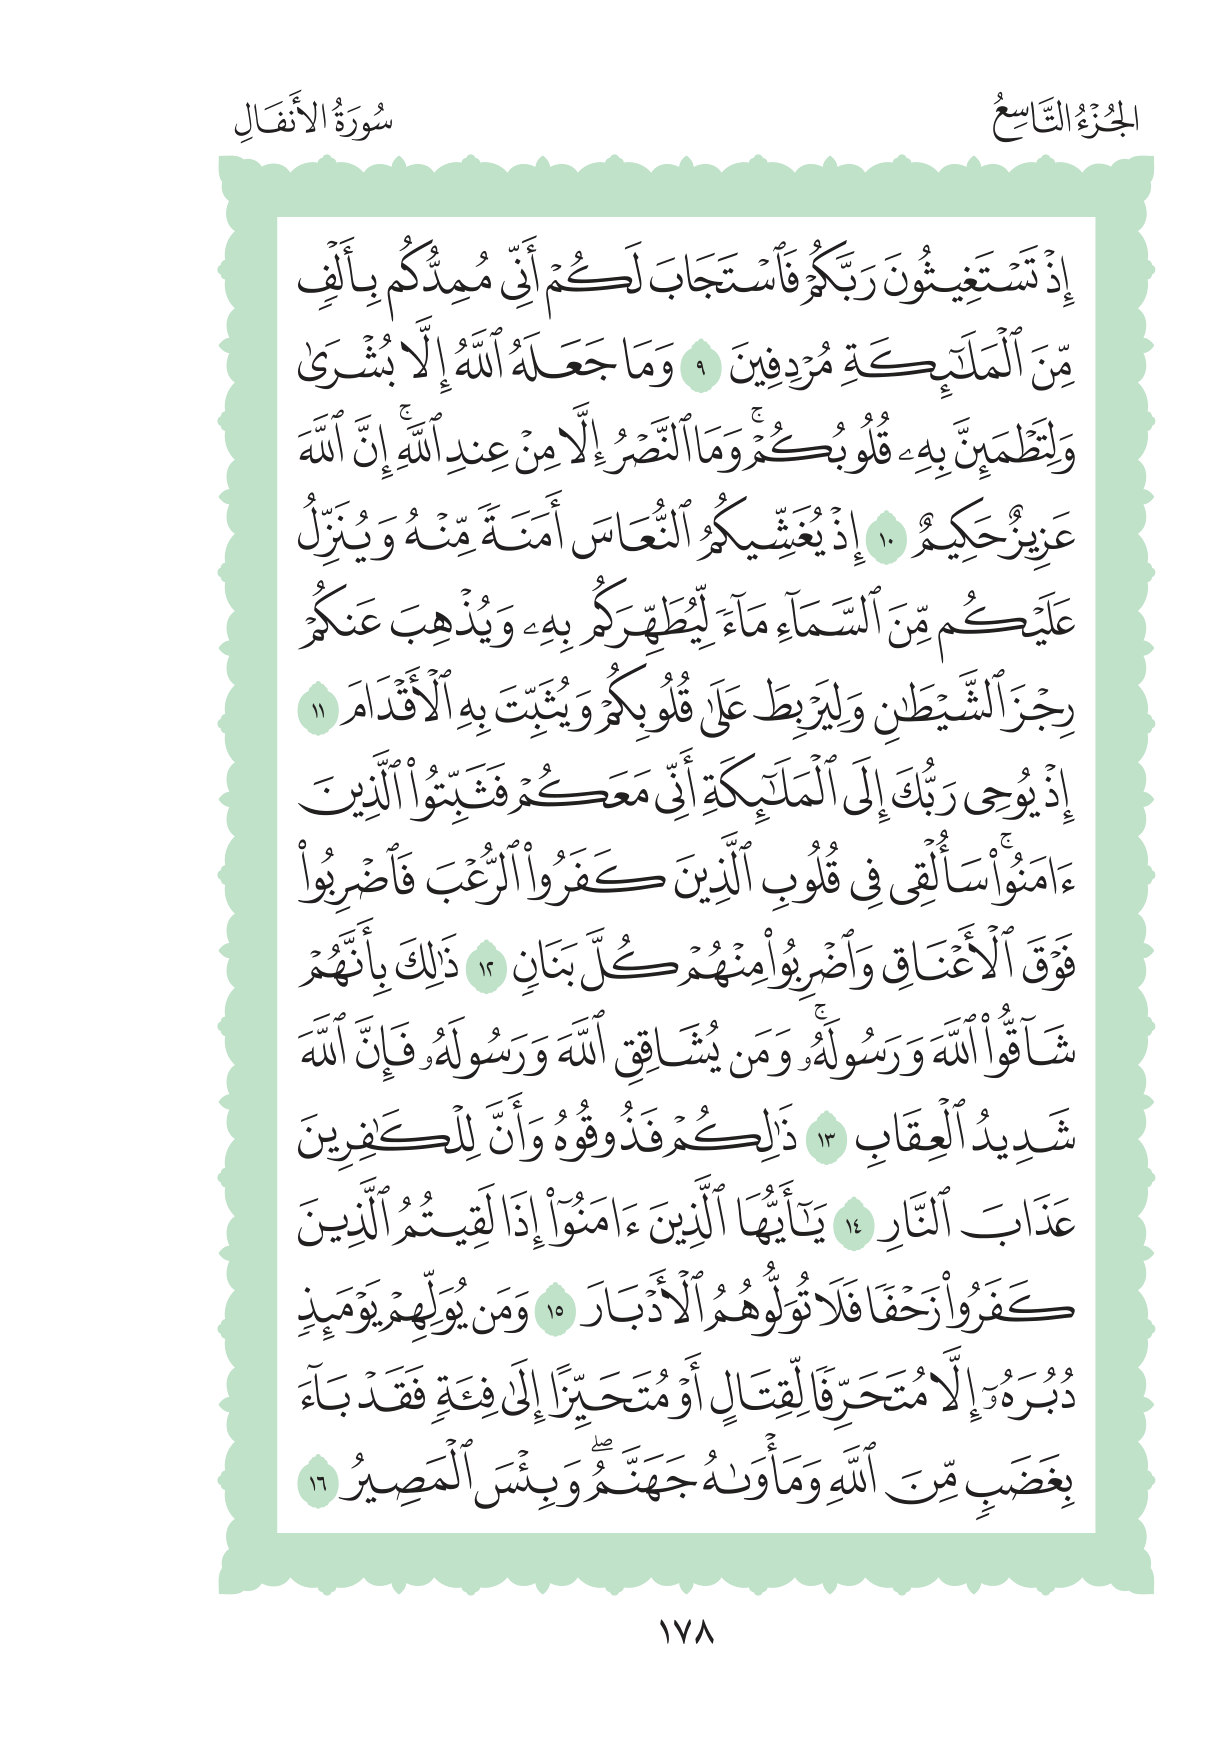 الجُزْءُ التَّاسِعُ
سُورَةُ الأَنفَالِ
إِذْ تَسْتَغِيثُونَ رَبَّكُمْ فَٱسْتَجَابَ لَكُمْ أَنِّى مُمِدُّكُم بِأَلْفٍ
مِّنَ ٱلْمَلَـٰٓئِكَةِ مُرْدِفِينَ ٩ وَمَا جَعَلَهُ ٱللَّهُ إِلَّا بُشْرَىٰ
وَلِتَطْمَئِنَّ بِهِۦ قُلُوبُكُمْ ۚ وَمَا ٱلنَّصْرُ إِلَّا مِنْ عِندِ ٱللَّهِ ۚ إِنَّ ٱللَّهَ
عَزِيزٌ حَكِيمٌ ١٠ إِذْ يُغَشِّيكُمُ ٱلنُّعَاسَ أَمَنَةً مِّنْهُ وَيُنَزِّلُ
عَلَيْكُم مِّنَ ٱلسَّمَآءِ مَآءً لِّيُطَهِّرَكُم بِهِۦ وَيُذْهِبَ عَنكُمْ
رِجْزَ ٱلشَّيْطَـٰنِ وَلِيَرْبِطَ عَلَىٰ قُلُوبِكُمْ وَيُثَبِّتَ بِهِ ٱلْأَقْدَامَ ١١
إِذْ يُوحِى رَبُّكَ إِلَى ٱلْمَلَـٰٓئِكَةِ أَنِّى مَعَكُمْ فَثَبِّتُوا۟ ٱلَّذِينَ
ءَامَنُوا۟ ۚ سَأُلْقِى فِى قُلُوبِ ٱلَّذِينَ كَفَرُوا۟ ٱلرُّعْبَ فَٱضْرِبُوا۟
فَوْقَ ٱلْأَعْنَاقِ وَٱضْرِبُوا۟ مِنْهُمْ كُلَّ بَنَانٍ ١٢ ذَٰلِكَ بِأَنَّهُمْ
شَآقُّوا۟ ٱللَّهَ وَرَسُولَهُۥ ۚ وَمَن يُشَاقِقِ ٱللَّهَ وَرَسُولَهُۥ فَإِنَّ ٱللَّهَ
شَدِيدُ ٱلْعِقَابِ ١٣ ذَٰلِكُمْ فَذُوقُوهُ وَأَنَّ لِلْكَـٰفِرِينَ
عَذَابَ ٱلنَّارِ ١٤ يَـٰٓأَيُّهَا ٱلَّذِينَ ءَامَنُوٓا۟ إِذَا لَقِيتُمُ ٱلَّذِينَ
كَفَرُوا۟ زَحْفًا فَلَا تُوَلُّوهُمُ ٱلْأَدْبَارَ ١٥ وَمَن يُوَلِّهِمْ يَوْمَئِذٍ
دُبُرَهُۥٓ إِلَّا مُتَحَرِّفًا لِّقِتَالٍ أَوْ مُتَحَيِّزًا إِلَىٰ فِئَةٍ فَقَدْ بَآءَ
بِغَضَبٍ مِّنَ ٱللَّهِ وَمَأْوَىٰهُ جَهَنَّمُ ۖ وَبِئْسَ ٱلْمَصِيرُ ١٦
١٧٨